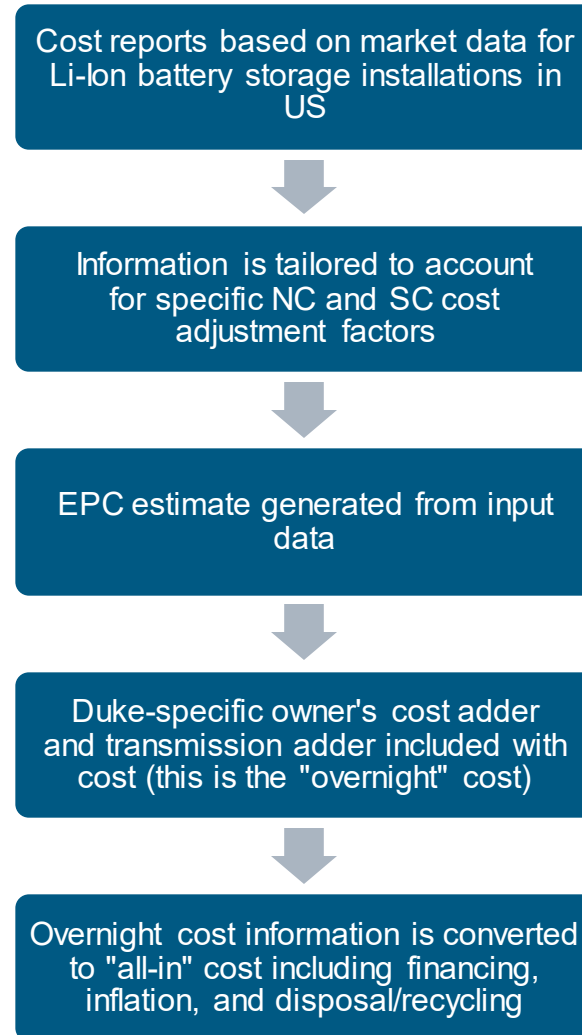 Cost reports based on market data for
Li-Ion battery storage installations in
US
Information is tailored to account
for specific NC and SC cost
adjustment factors
EPC estimate generated from input
data
Duke-specific owner's cost adder
and transmission adder included with
cost (this is the "overnight" cost)
Overnight cost information is converted
to "all-in" cost including financing,
inflation, and disposal/recycling